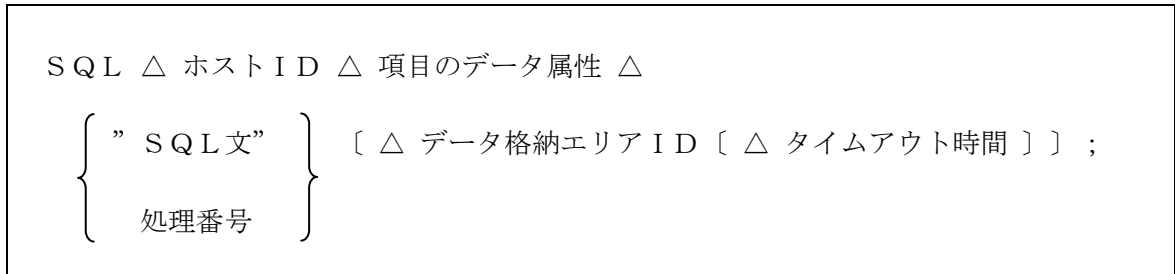 SQL △ ホストID △ 項目のデータ属性 △
”SQL文” 〔 △ データ格納エリアID〔 △ タイムアウト時間 〕〕 ;
処理番号